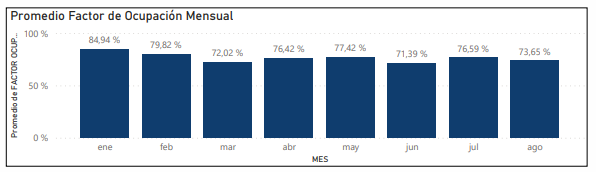 Promedio Factor de Ocupación Mensual
Promedio de FACTOR OCUP...
100 %
50 %
0 %
84,94 %
79,82 %
72,02 %
76,42 %
77,42 %
71,39 %
76,59 %
73,65 %
ene
feb
mar
abr
may
jun
jul
ago
MES